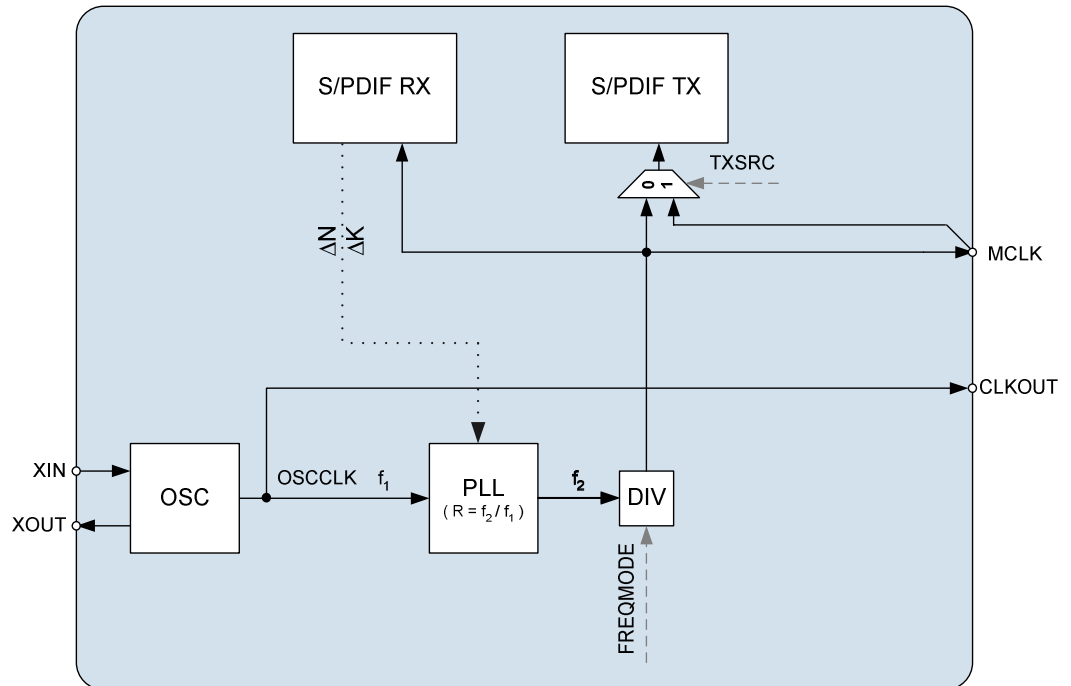 S/PDIF RX
S/PDIF TX
TXSRC
0
1
ΔN
ΔK
MCLK
CLKOUT
XIN
XOUT
OSC
OSCCLK f₁
PLL
( R = f₂ / f₁ )
f₂
DIV
FREQMODE